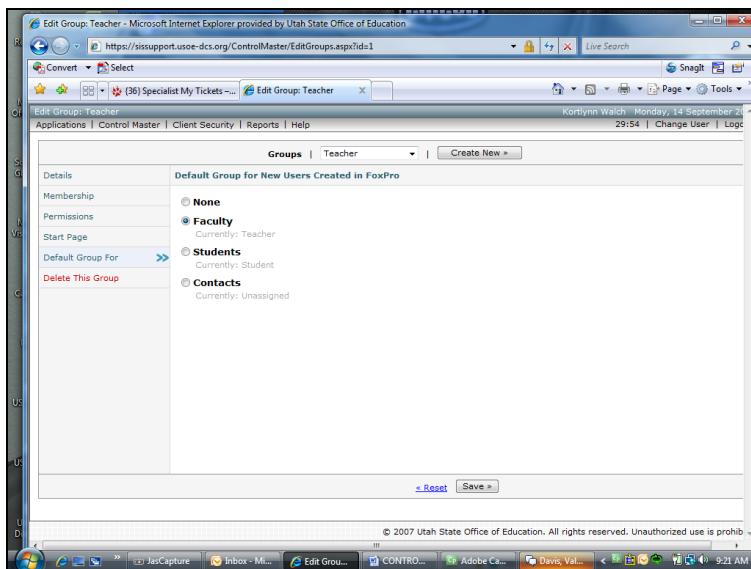 Edit Group: Teacher - Microsoft Internet Explorer provided by Utah State Office of Education
https://sissupport.usoe-dcs.org/ControlMaster/EditGroups.aspx?id=1
Live Search
Convert Select
SnagIt
(36) Specialist My Tickets –... Edit Group: Teacher X
Page Tools
Edit Group: Teacher Kortlynn Walch Monday, 14 September 20
Applications | Control Master | Client Security | Reports | Help 29:54 | Change User | Logo
Groups | Teacher | Create New »
Details
Default Group for New Users Created in FoxPro
Membership
Permissions
Start Page
Default Group For »
Delete This Group
None
Faculty
Currently: Teacher
Students
Currently: Student
Contacts
Currently: Unassigned
« Reset Save »
© 2007 Utah State Office of Education. All rights reserved. Unauthorized use is prohib
JasCapture Inbox - Mi... Edit Grou... CONTRO... Adobe Ca... Davis, Val... 9:21 AM